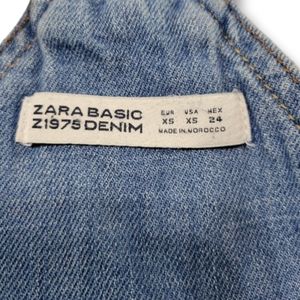 ZARA BASIC
Z1975 DENIM
EUR USA MEX
XS XS 24
MADE IN MOROCCO